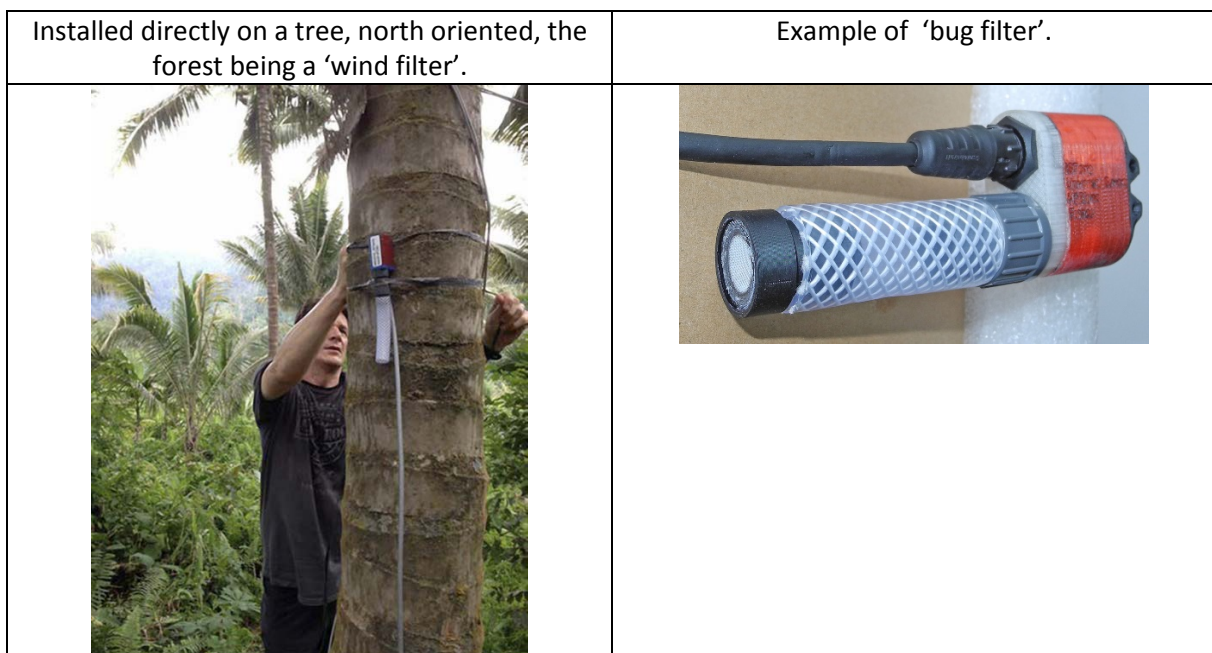 Installed directly on a tree, north oriented, the
forest being a ‘wind filter’.
Example of ‘bug filter’.